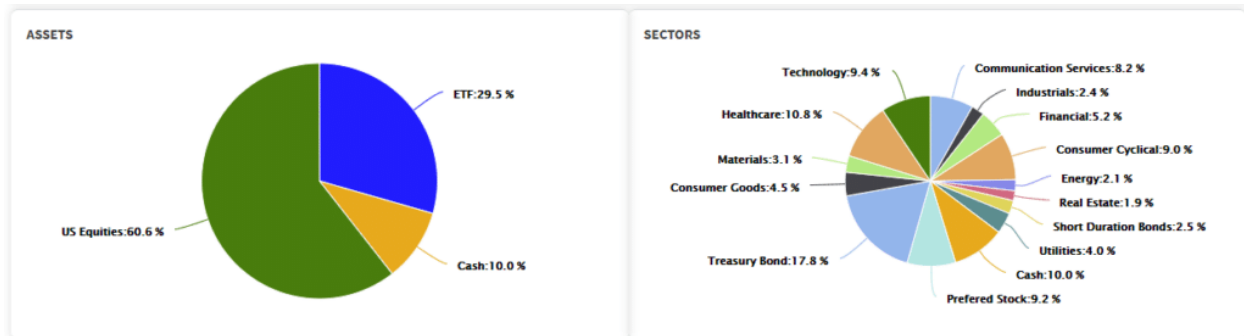 ASSETS
ETF:29.5 %
US Equities:60.6 %
Cash:10.0 %
SECTORS
Technology:9.4 %
Communication Services:8.2 %
Industrials:2.4 %
Healthcare:10.8 %
Financial:5.2 %
Materials:3.1 %
Consumer Cyclical:9.0 %
Consumer Goods:4.5 %
Energy:2.1 %
Real Estate:1.9 %
Short Duration Bonds:2.5 %
Utilities:4.0 %
Treasury Bond:17.8 %
Cash:10.0 %
Prefered Stock:9.2 %